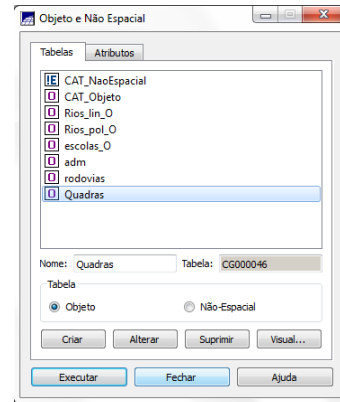 Objeto e Não Espacial
Tabelas Atributos
!E CAT_NaoEspacial
O CAT_Objeto
O Rios_lin_O
O Rios_pol_O
O escolas_O
O adm
O rodovias
O Quadras
Nome: Quadras Tabela: CG000046
Tabela
Objeto Não-Espacial
Criar Alterar Suprimir Visual...
Executar Fechar Ajuda